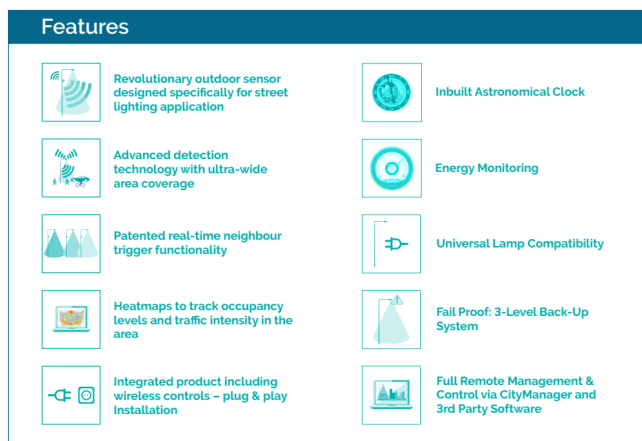 Features
Revolutionary outdoor sensor
designed specifically for street
lighting application
Advanced detection
technology with ultra-wide
area coverage
Patented real-time neighbour
trigger functionality
Heatmaps to track occupancy
levels and traffic intensity in the
area
Integrated product including
wireless controls – plug & play
Installation
Inbuilt Astronomical Clock
Energy Monitoring
Universal Lamp Compatibility
Fail Proof: 3-Level Back-Up
System
Full Remote Management &
Control via CityManager and
3rd Party Software